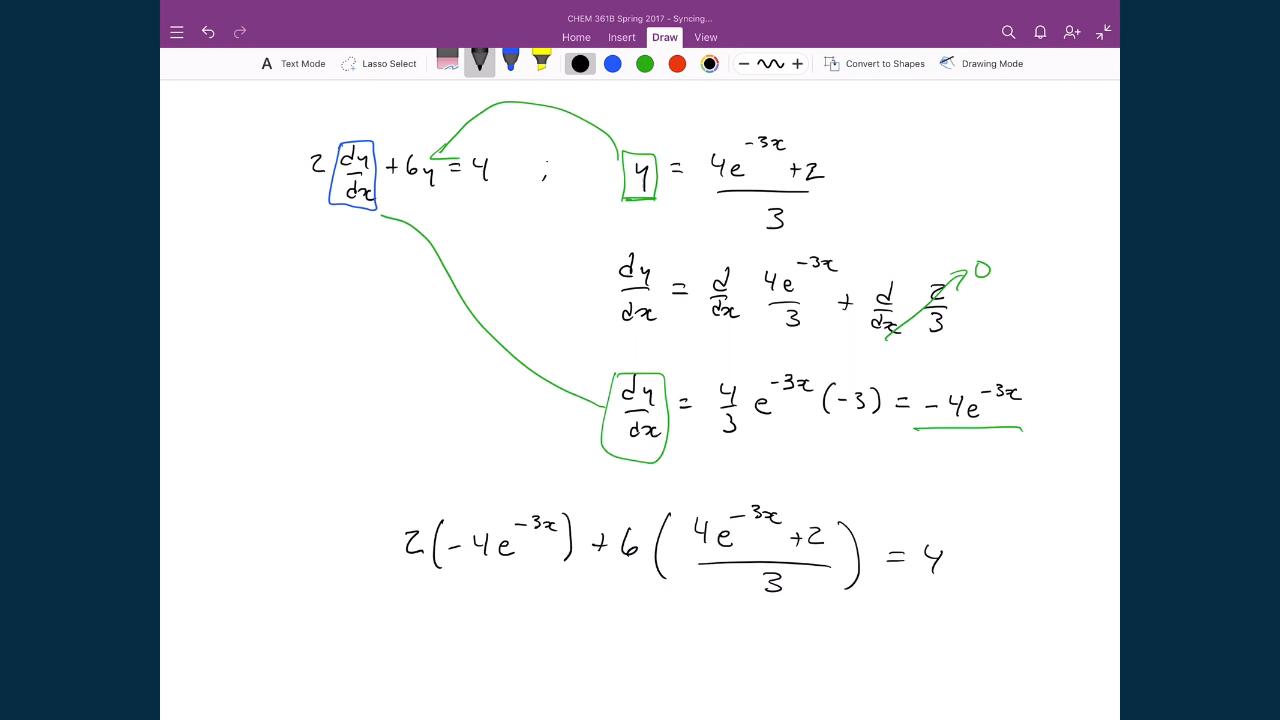 CHEM 361B Spring 2017 - Syncing...
Home Insert Draw View
A Text Mode Lasso Select Convert to Shapes Drawing Mode
2 dy/dx + 6y = 4 ; y = (4e^{-3x} + 2)/3
dy/dx = d/dx 4e^{-3x}/3 + d/dx 2/3 0
dy/dx = 4/3 e^{-3x} (-3) = -4e^{-3x}
2(-4e^{-3x}) + 6((4e^{-3x} + 2)/3) = 4